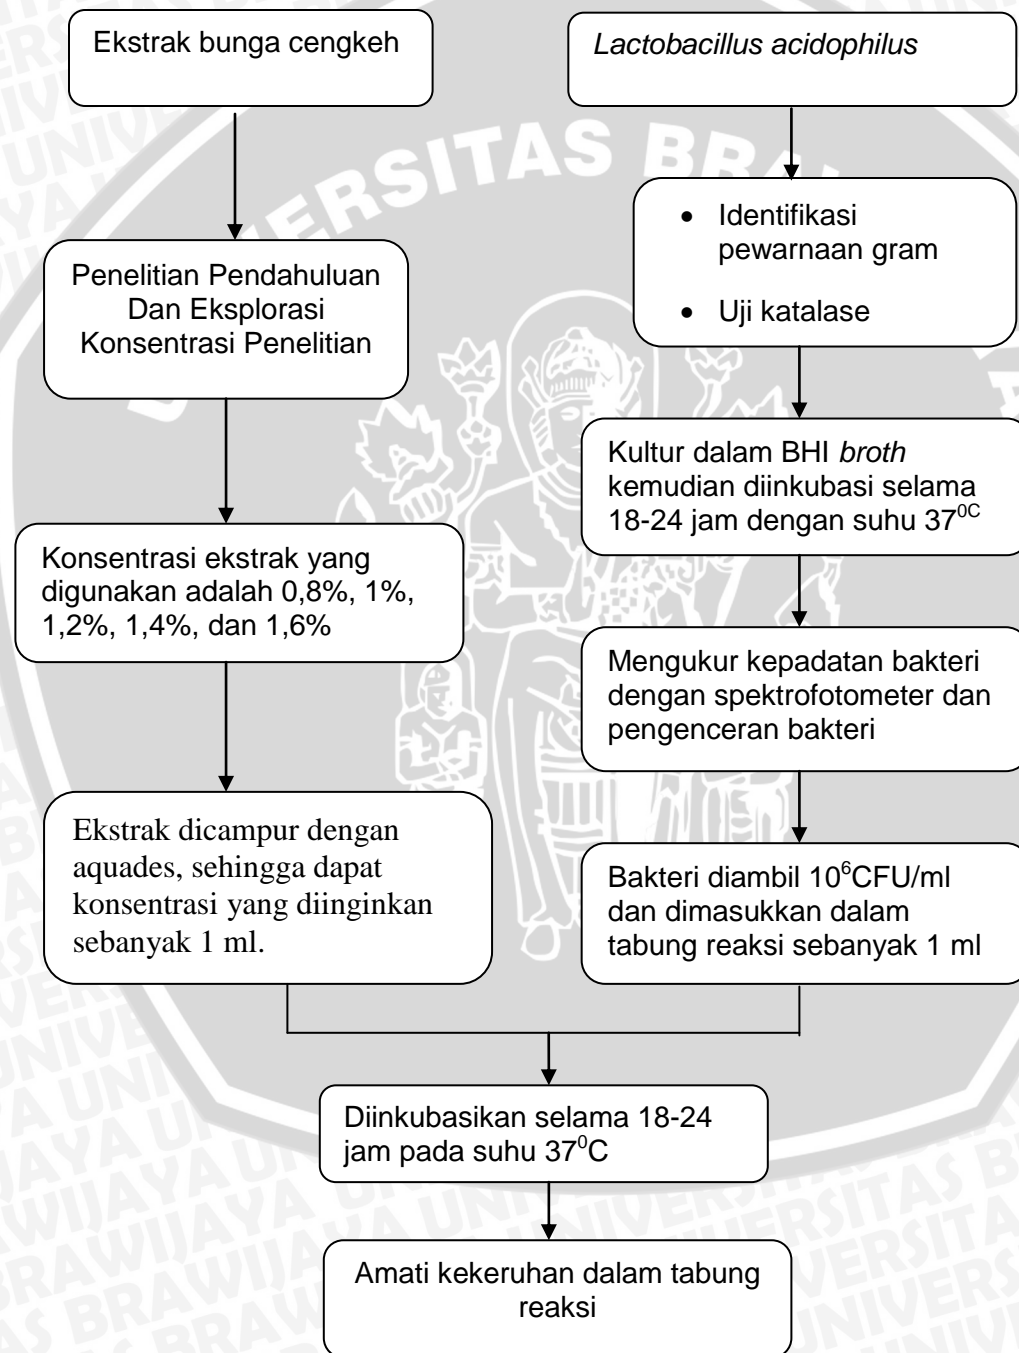 Ekstrak bunga cengkeh
Lactobacillus acidophilus
• Identifikasi
pewarnaan gram
• Uji katalase
Penelitian Pendahuluan
Dan Eksplorasi
Konsentrasi Penelitian
Kultur dalam BHI broth
kemudian diinkubasi selama
18-24 jam dengan suhu 37⁰ᶜ
Konsentrasi ekstrak yang
digunakan adalah 0,8%, 1%,
1,2%, 1,4%, dan 1,6%
Mengukur kepadatan bakteri
dengan spektrofotometer dan
pengenceran bakteri
Ekstrak dicampur dengan
aquades, sehingga dapat
konsentrasi yang diinginkan
sebanyak 1 ml.
Bakteri diambil 10⁶CFU/ml
dan dimasukkan dalam
tabung reaksi sebanyak 1 ml
Diinkubasikan selama 18-24
jam pada suhu 37⁰C
Amati kekeruhan dalam tabung
reaksi